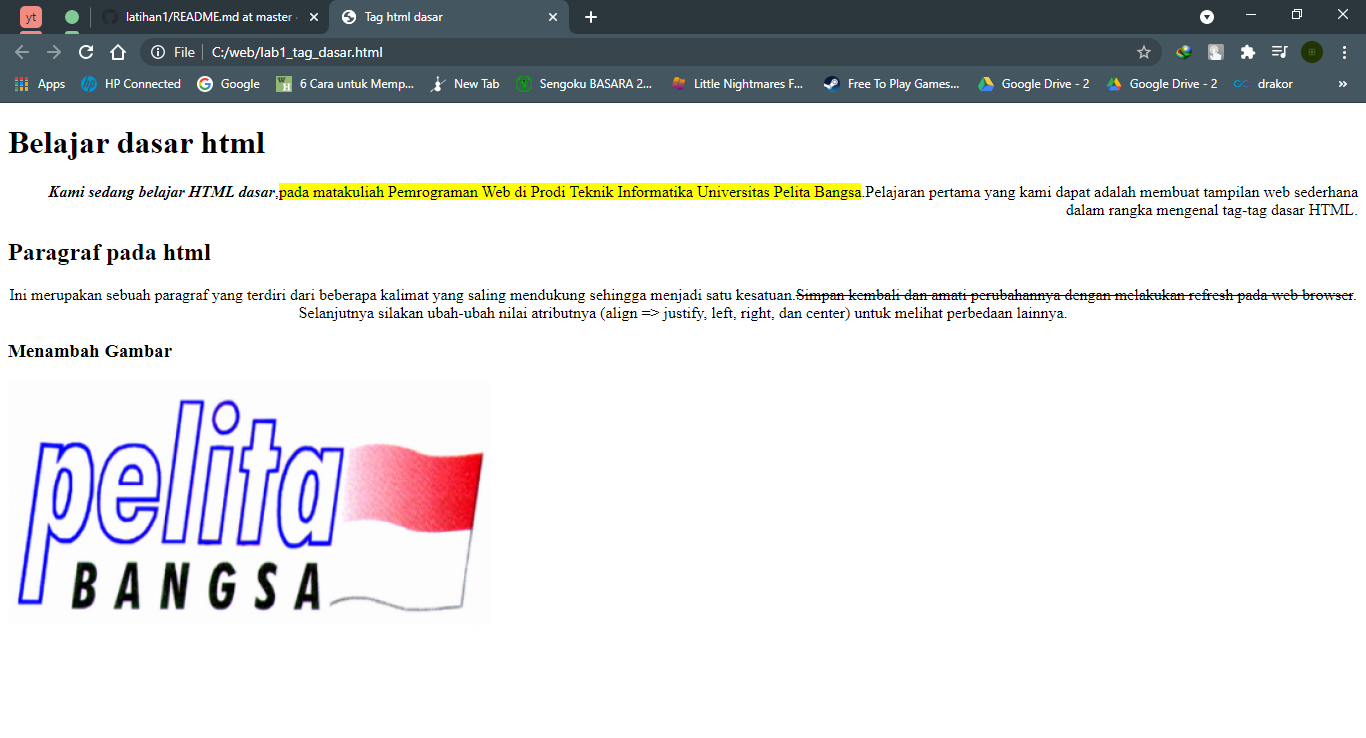 yt
latihan1/README.md at master
Tag html dasar
File
C:/web/lab1_tag_dasar.html
Apps
HP Connected
Google
6 Cara untuk Memp...
New Tab
Sengoku BASARA 2...
Little Nightmares F...
Free To Play Games...
Google Drive - 2
Google Drive - 2
drakor
»
Belajar dasar html
Kami sedang belajar HTML dasar,pada matakuliah Pemrograman Web di Prodi Teknik Informatika Universitas Pelita Bangsa.Pelajaran pertama yang kami dapat adalah membuat tampilan web sederhana
dalam rangka mengenal tag-tag dasar HTML.
Paragraf pada html
Ini merupakan sebuah paragraf yang terdiri dari beberapa kalimat yang saling mendukung sehingga menjadi satu kesatuan.Simpan kembali dan amati perubahannya dengan melakukan refresh pada web browser.
Selanjutnya silakan ubah-ubah nilai atributnya (align => justify, left, right, dan center) untuk melihat perbedaan lainnya.
Menambah Gambar
pelita
BANGSA